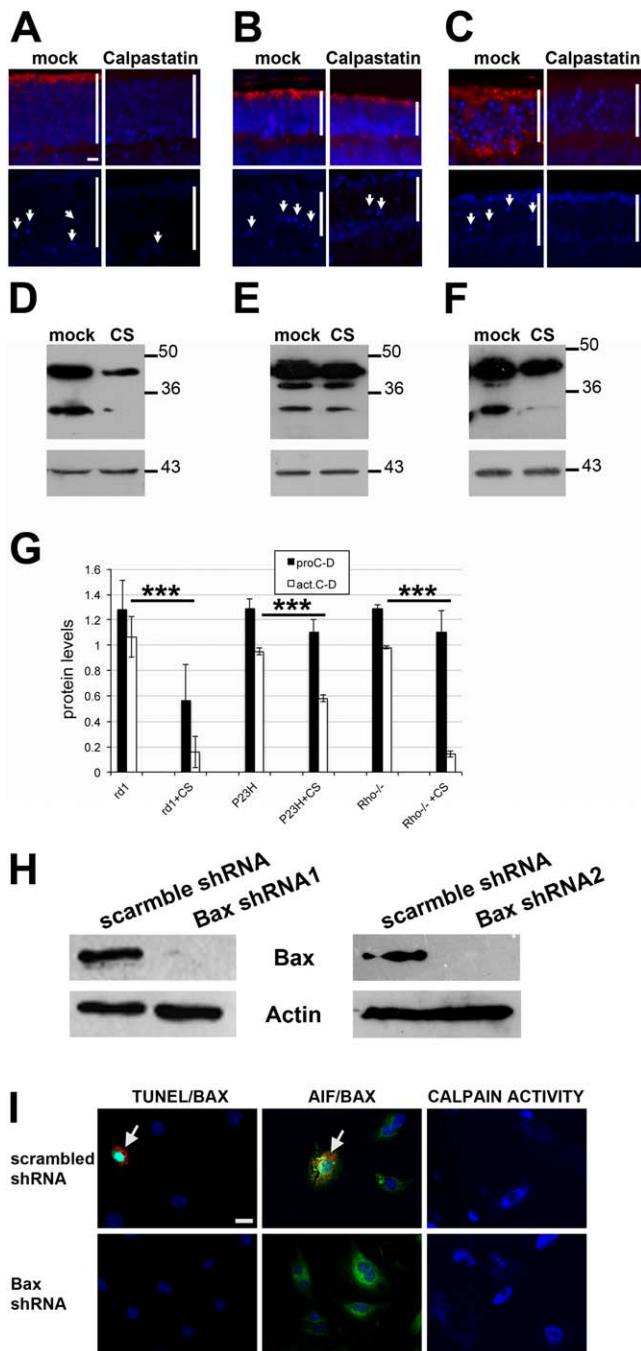 A B C
mock Calpastatin mock Calpastatin mock Calpastatin
D E F
mock CS mock CS mock CS
50 50 50
36 36 36
43 43 43
G
proC-D
act.C-D
*** *** ***
protein levels
1.6
1.4
1.2
1
0.8
0.6
0.4
0.2
0
rd1 rd1+CS P23H P23H+CS Rho-/- Rho-/- +CS
H
scarmble shRNA Bax shRNA1 scarmble shRNA Bax shRNA2
Bax
Actin
I
TUNEL/BAX AIF/BAX CALPAIN ACTIVITY
scrambled
shRNA
Bax
shRNA